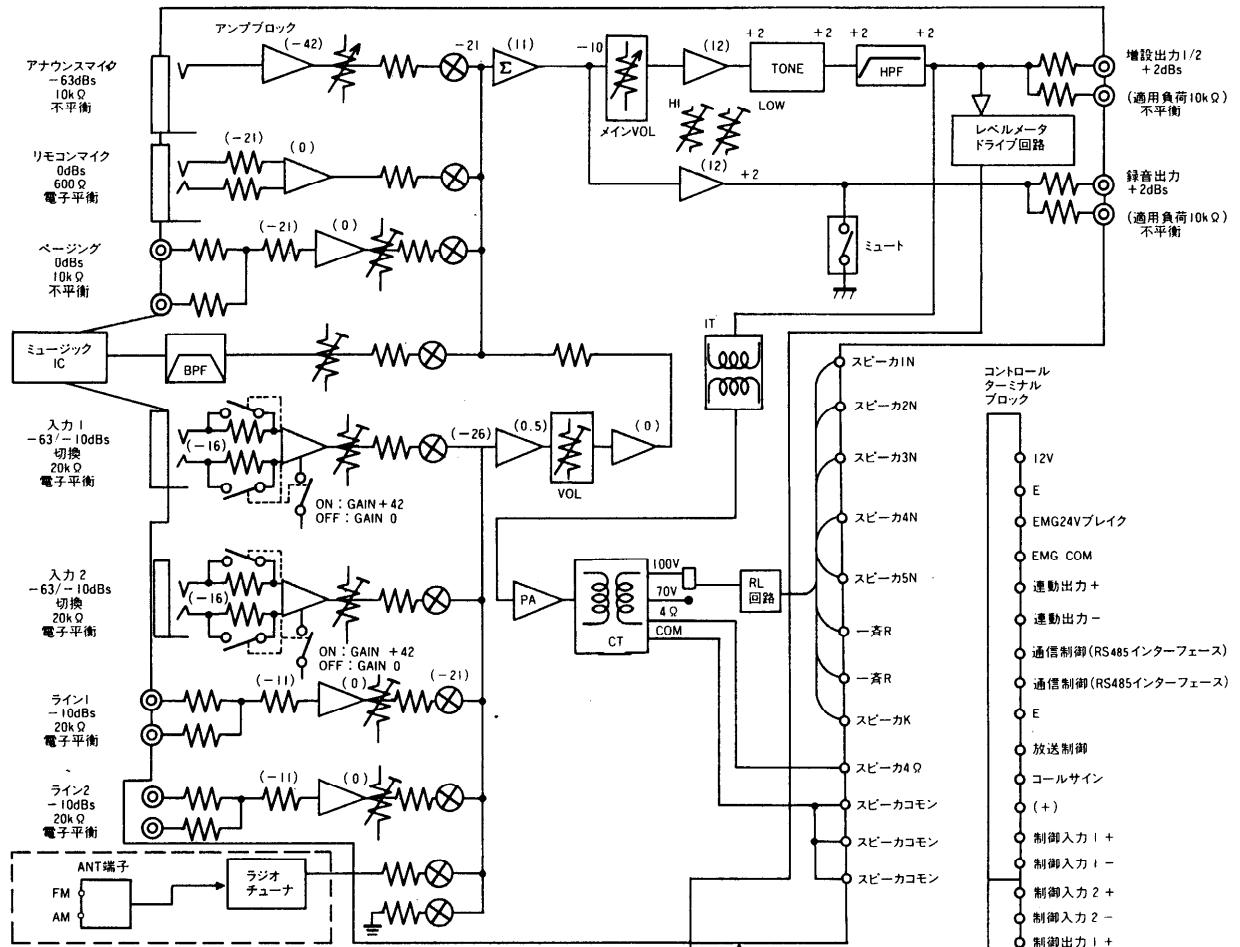 アンプブロック
アナウンスマイク
-63dBs
10kΩ
不平衡
(-42)
-21
(11)
Σ
-10
メインVOL
(12)
+2
TONE
+2
+2
HPF
+2
HI
LOW
増設出力1/2
+2dBs
(適用負荷10kΩ)
不平衡
レベルメータ
ドライブ回路
リモコンマイク
0dBs
600Ω
電子平衡
(-21)
(0)
(12)
+2
録音出力
+2dBs
(適用負荷10kΩ)
不平衡
ミュート
ページング
0dBs
10kΩ
不平衡
(-21)
(0)
ミュージック
IC
BPF
IT
入力1
-63/-10dBs
切換
20kΩ
電子平衡
(-16)
ON:GAIN+42
OFF:GAIN 0
(-26)
(0.5)
VOL
(0)
入力2
-63/-10dBs
切換
20kΩ
電子平衡
(-16)
ON:GAIN +42
OFF:GAIN 0
PA
CT
100V
70V
4Ω
COM
RL
回路
ライン1
-10dBs
20kΩ
電子平衡
(-11)
(0)
(-21)
ライン2
-10dBs
20kΩ
電子平衡
(-11)
(0)
ANT端子
FM
AM
ラジオ
チューナ
スピーカ1N
スピーカ2N
スピーカ3N
スピーカ4N
スピーカ5N
一斉R
一斉R
スピーカK
スピーカ4Ω
スピーカコモン
スピーカコモン
スピーカコモン
コントロール
ターミナル
ブロック
12V
E
EMG24Vブレイク
EMG COM
連動出力+
連動出力-
通信制御(RS485インターフェース)
通信制御(RS485インターフェース)
E
放送制御
コールサイン
(+)
制御入力1+
制御入力1-
制御入力2+
制御入力2-
制御出力1+